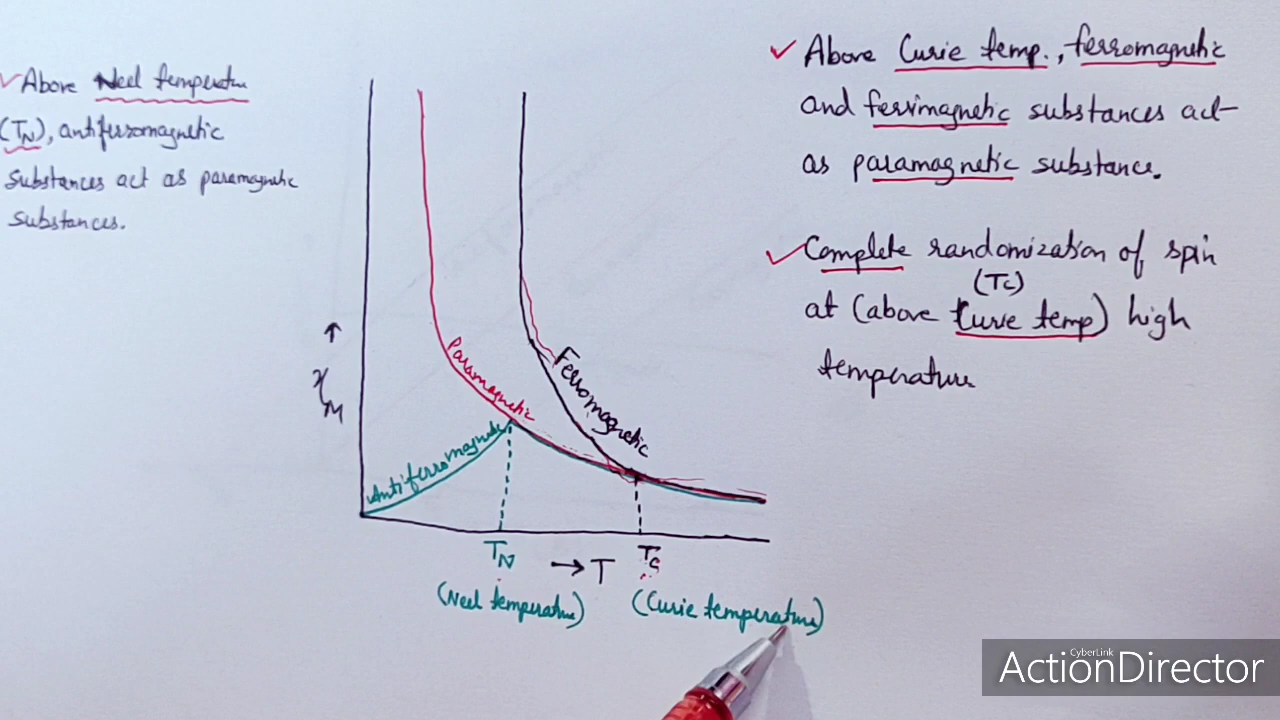 ✓ Above Neel temperature
(TN), antiferromagnetic
substances act as paramagnetic
substances.
✓ Above Curie temp., ferromagnetic
and ferrimagnetic substances act
as paramagnetic substance.
✓ Complete randomization of spin
(Tc)
at (above Curie temp) high
temperature
↑
χM
Paramagnetic
Ferromagnetic
Antiferromagnetic
TN
→ T
Tc
(Neel temperature)
(Curie temperature)
CyberLink
ActionDirector